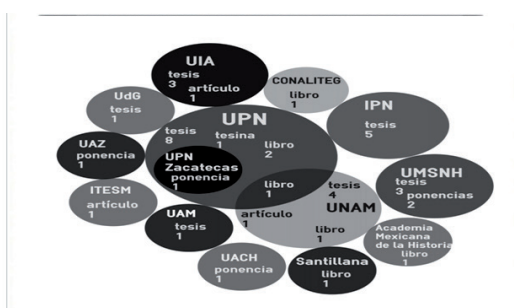 UIA
tesis
3
artículo
1
CONALITEG
libro
1
UdG
tesis
1
UPN
tesis
8
tesina
1
libro
2
IPN
tesis
5
UAZ
ponencia
1
UPN
Zacatecas
ponencia
1
libro
1
UMSNH
tesis
3
ponencias
2
ITESM
artículo
1
tesis
4
UNAM
artículo
1
libro
1
UAM
tesis
1
Academia
Mexicana
de la Historia
libro
1
UACH
ponencia
1
Santillana
libro
1